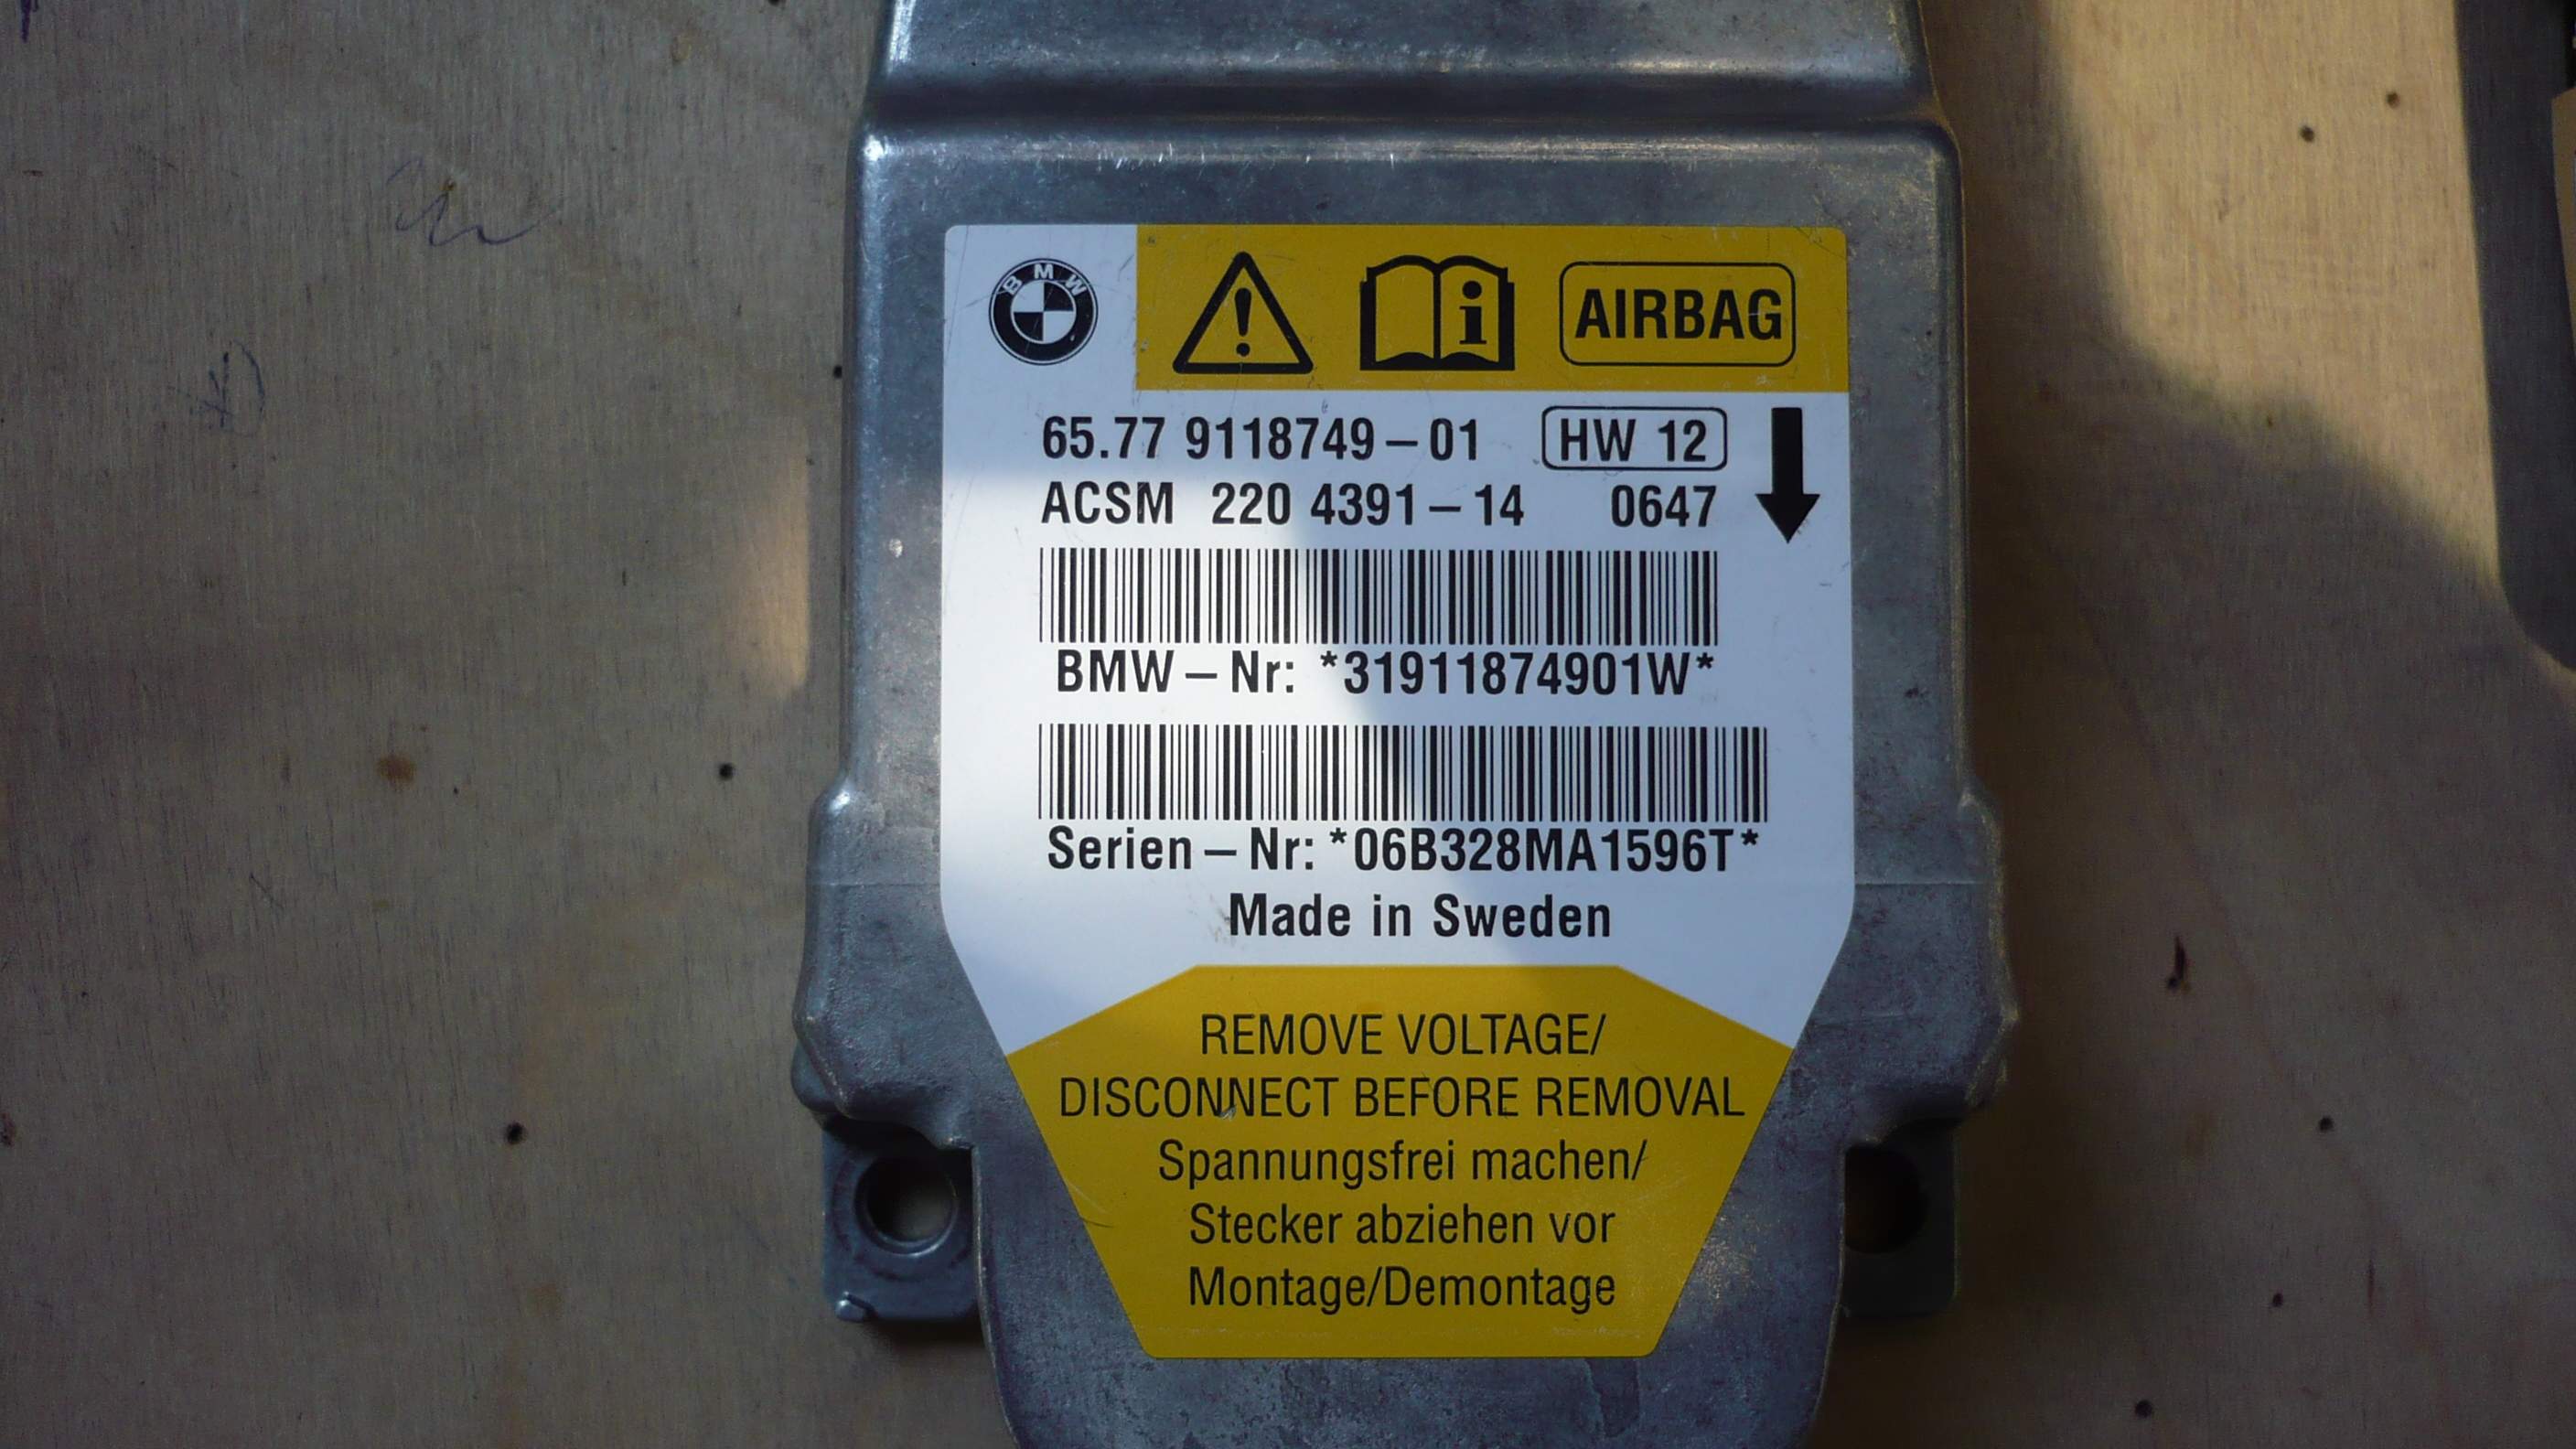 BMW
AIRBAG
65.77 9118749-01 HW 12
ACSM 220 4391-14 0647
BMW-Nr: *31911874901W*
Serien-Nr: *06B328MA1596T*
Made in Sweden
REMOVE VOLTAGE/
DISCONNECT BEFORE REMOVAL
Spannungsfrei machen/
Stecker abziehen vor
Montage/Demontage